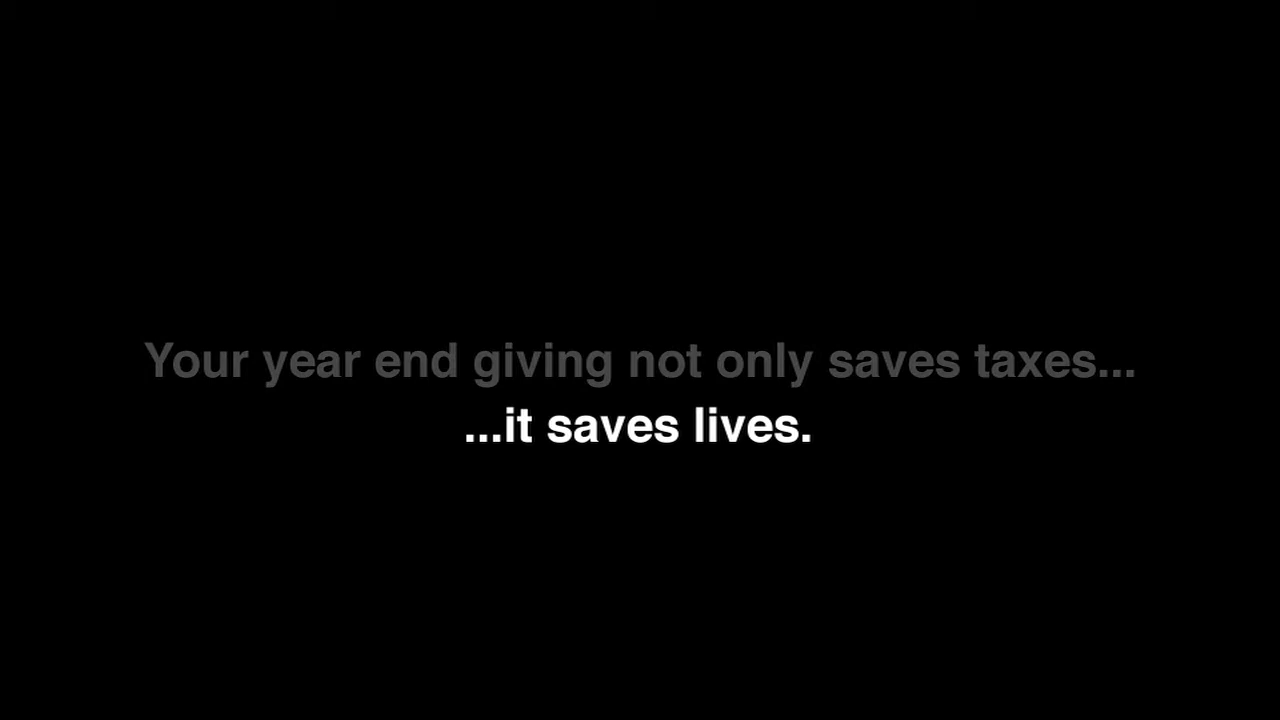 Your year end giving not only saves taxes...
...it saves lives.